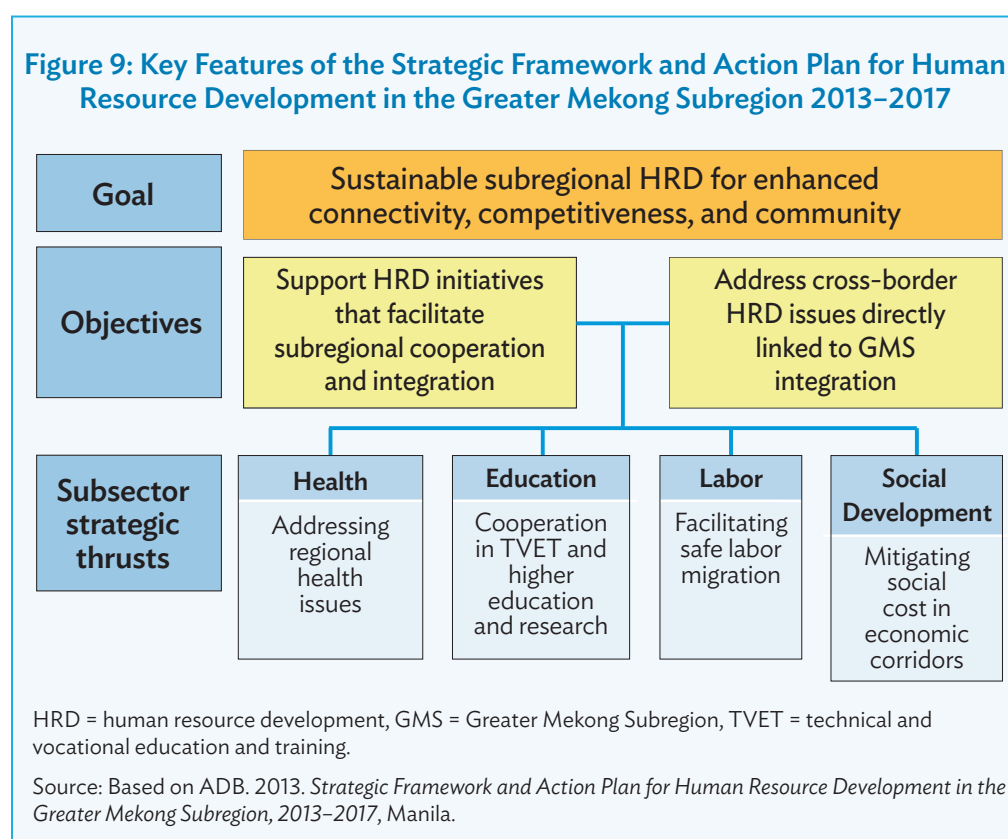 Figure 9: Key Features of the Strategic Framework and Action Plan for Human
Resource Development in the Greater Mekong Subregion 2013–2017
Goal
Sustainable subregional HRD for enhanced
connectivity, competitiveness, and community
Objectives
Support HRD initiatives
that facilitate
subregional cooperation
and integration
Address cross-border
HRD issues directly
linked to GMS
integration
Subsector
strategic
thrusts
Health
Addressing
regional
health
issues
Education
Cooperation
in TVET and
higher
education
and research
Labor
Facilitating
safe labor
migration
Social
Development
Mitigating
social
cost in
economic
corridors
HRD = human resource development, GMS = Greater Mekong Subregion, TVET = technical and
vocational education and training.
Source: Based on ADB. 2013. Strategic Framework and Action Plan for Human Resource Development in the
Greater Mekong Subregion, 2013–2017, Manila.